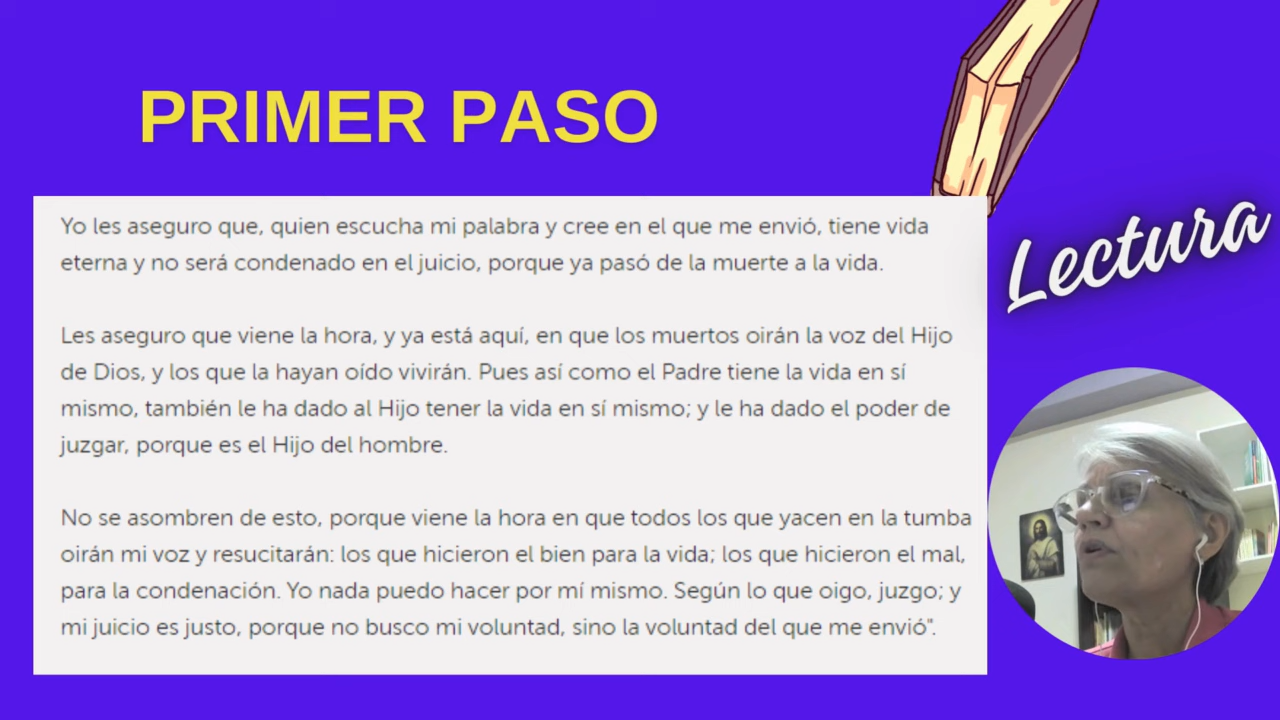 PRIMER PASO
Lectura
Yo les aseguro que, quien escucha mi palabra y cree en el que me envió, tiene vida
eterna y no será condenado en el juicio, porque ya pasó de la muerte a la vida.
Les aseguro que viene la hora, y ya está aquí, en que los muertos oirán la voz del Hijo
de Dios, y los que la hayan oído vivirán. Pues así como el Padre tiene la vida en sí
mismo, también le ha dado al Hijo tener la vida en sí mismo; y le ha dado el poder de
juzgar, porque es el Hijo del hombre.
No se asombren de esto, porque viene la hora en que todos los que yacen en la tumba
oirán mi voz y resucitarán: los que hicieron el bien para la vida; los que hicieron el mal,
para la condenación. Yo nada puedo hacer por mí mismo. Según lo que oigo, juzgo; y
mi juicio es justo, porque no busco mi voluntad, sino la voluntad del que me envió".